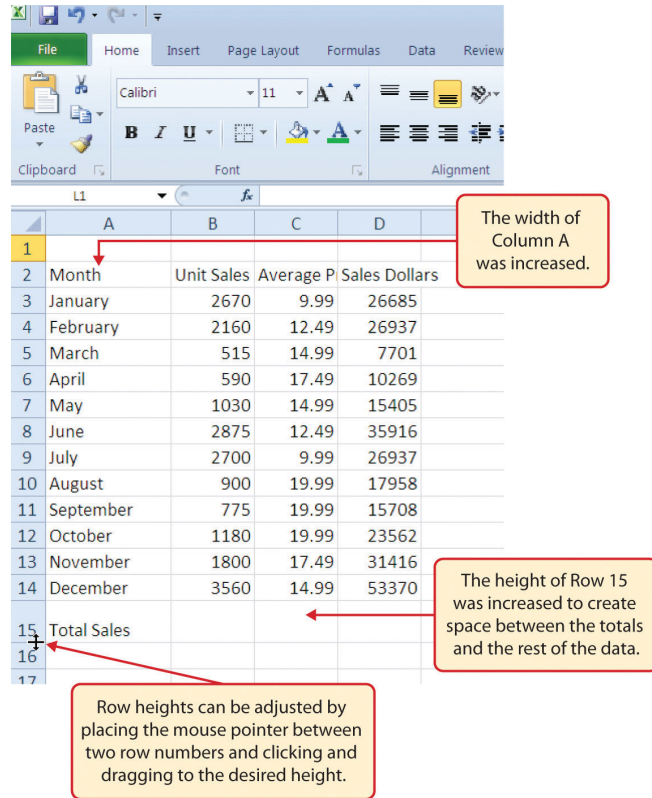 File Home Insert Page Layout Formulas Data Review
Calibri 11 A A
Paste B I U A
Clipboard Font Alignment
L1 fx
A B C D
1
2 Month Unit Sales Average P Sales Dollars
3 January 2670 9.99 26685
4 February 2160 12.49 26937
5 March 515 14.99 7701
6 April 590 17.49 10269
7 May 1030 14.99 15405
8 June 2875 12.49 35916
9 July 2700 9.99 26937
10 August 900 19.99 17958
11 September 775 19.99 15708
12 October 1180 19.99 23562
13 November 1800 17.49 31416
14 December 3560 14.99 53370
15 Total Sales
16
17
The width of
Column A
was increased.
The height of Row 15
was increased to create
space between the totals
and the rest of the data.
Row heights can be adjusted by
placing the mouse pointer between
two row numbers and clicking and
dragging to the desired height.